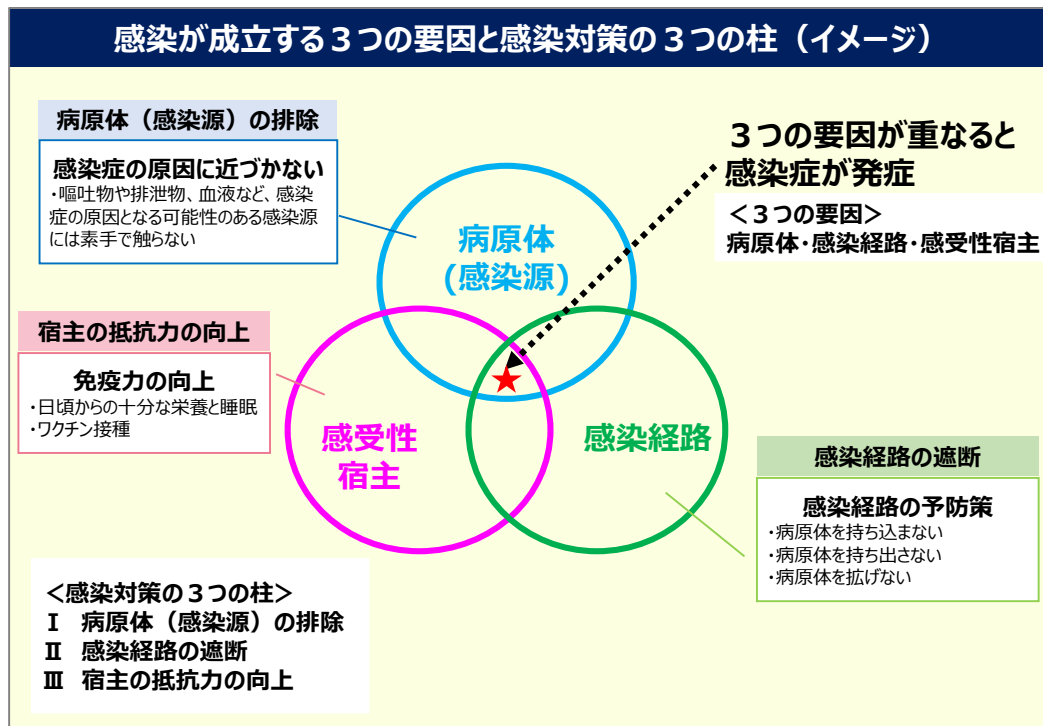 感染が成立する３つの要因と感染対策の３つの柱（イメージ）
病原体（感染源）の排除
感染症の原因に近づかない
・嘔吐物や排泄物、血液など、感染
症の原因となる可能性のある感染源
には素手で触らない
３つの要因が重なると
感染症が発症
＜３つの要因＞
病原体・感染経路・感受性宿主
病原体
(感染源)
宿主の抵抗力の向上
免疫力の向上
・日頃からの十分な栄養と睡眠
・ワクチン接種
感受性
宿主
感染経路
感染経路の遮断
感染経路の予防策
・病原体を持ち込まない
・病原体を持ち出さない
・病原体を拡げない
＜感染対策の３つの柱＞
Ⅰ　病原体（感染源）の排除
Ⅱ　感染経路の遮断
Ⅲ　宿主の抵抗力の向上